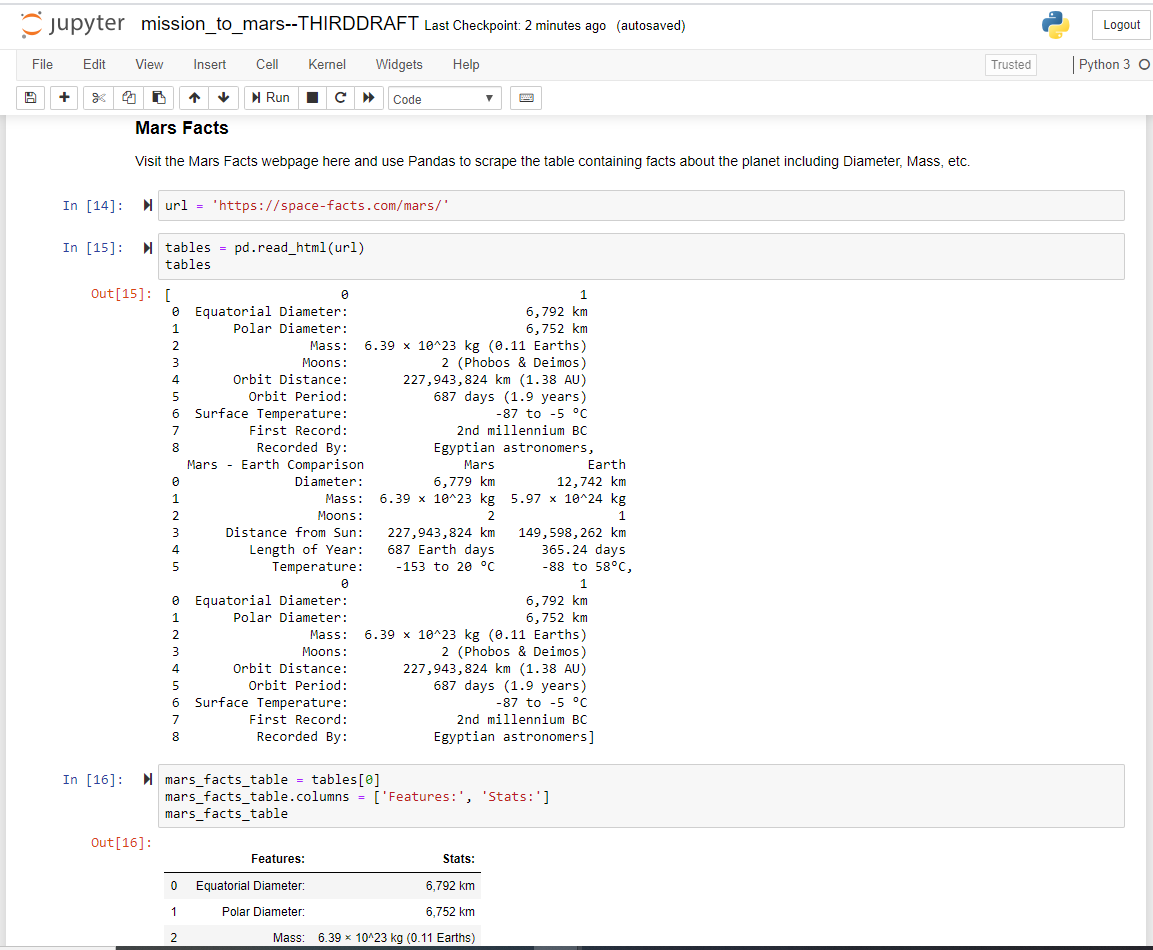 jupyter mission_to_mars--THIRDDRAFT Last Checkpoint: 2 minutes ago (autosaved) Logout
File Edit View Insert Cell Kernel Widgets Help Trusted Python 3
Run Code
Mars Facts
Visit the Mars Facts webpage here and use Pandas to scrape the table containing facts about the planet including Diameter, Mass, etc.
In [14]: url = 'https://space-facts.com/mars/'
In [15]: tables = pd.read_html(url)
tables
Out[15]: [ 0 1
0 Equatorial Diameter: 6,792 km
1 Polar Diameter: 6,752 km
2 Mass: 6.39 × 10^23 kg (0.11 Earths)
3 Moons: 2 (Phobos & Deimos)
4 Orbit Distance: 227,943,824 km (1.38 AU)
5 Orbit Period: 687 days (1.9 years)
6 Surface Temperature: -87 to -5 °C
7 First Record: 2nd millennium BC
8 Recorded By: Egyptian astronomers,
Mars - Earth Comparison Mars Earth
0 Diameter: 6,779 km 12,742 km
1 Mass: 6.39 × 10^23 kg 5.97 × 10^24 kg
2 Moons: 2 1
3 Distance from Sun: 227,943,824 km 149,598,262 km
4 Length of Year: 687 Earth days 365.24 days
5 Temperature: -153 to 20 °C -88 to 58°C,
0 1
0 Equatorial Diameter: 6,792 km
1 Polar Diameter: 6,752 km
2 Mass: 6.39 × 10^23 kg (0.11 Earths)
3 Moons: 2 (Phobos & Deimos)
4 Orbit Distance: 227,943,824 km (1.38 AU)
5 Orbit Period: 687 days (1.9 years)
6 Surface Temperature: -87 to -5 °C
7 First Record: 2nd millennium BC
8 Recorded By: Egyptian astronomers]
In [16]: mars_facts_table = tables[0]
mars_facts_table.columns = ['Features:', 'Stats:']
mars_facts_table
Out[16]:
Features: Stats:
0 Equatorial Diameter: 6,792 km
1 Polar Diameter: 6,752 km
2 Mass: 6.39 × 10^23 kg (0.11 Earths)